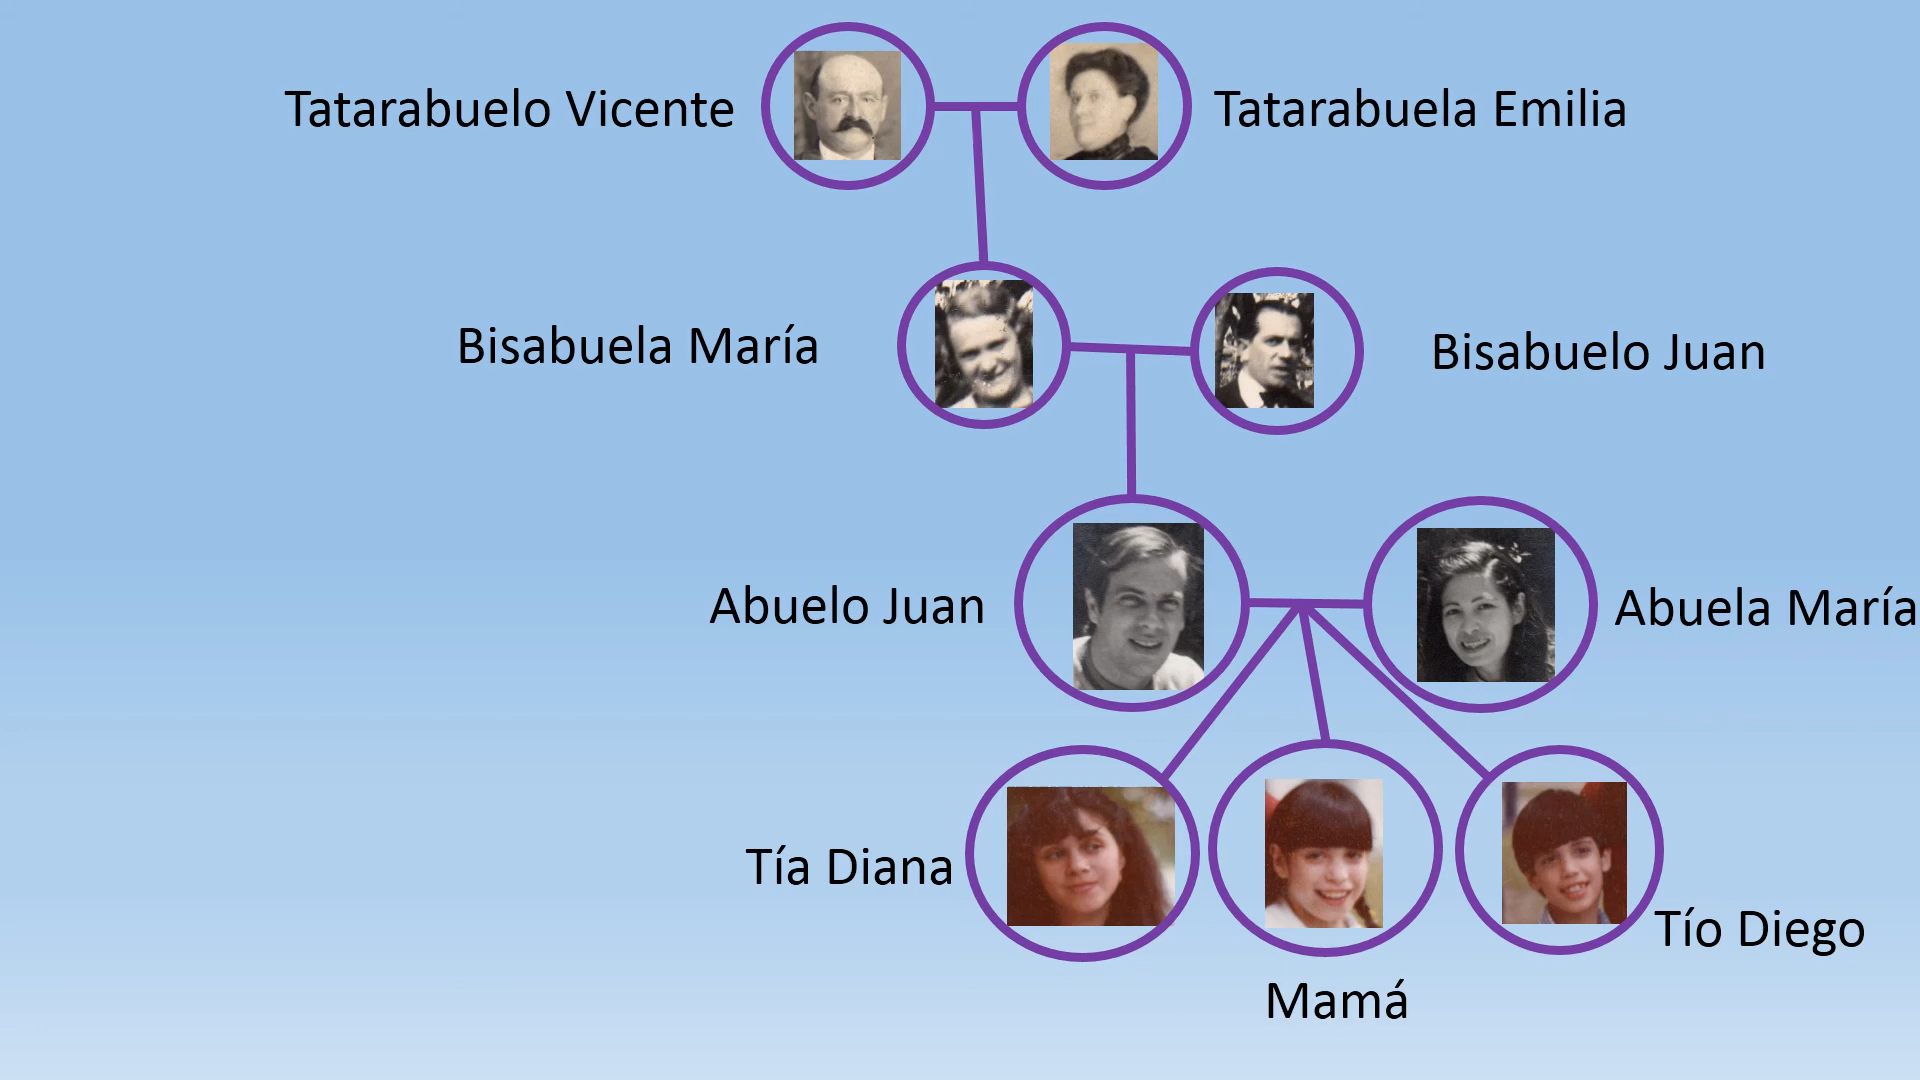 Tatarabuelo Vicente
Tatarabuela Emilia
Bisabuela María
Bisabuelo Juan
Abuelo Juan
Abuela María
Tía Diana
Tío Diego
Mamá